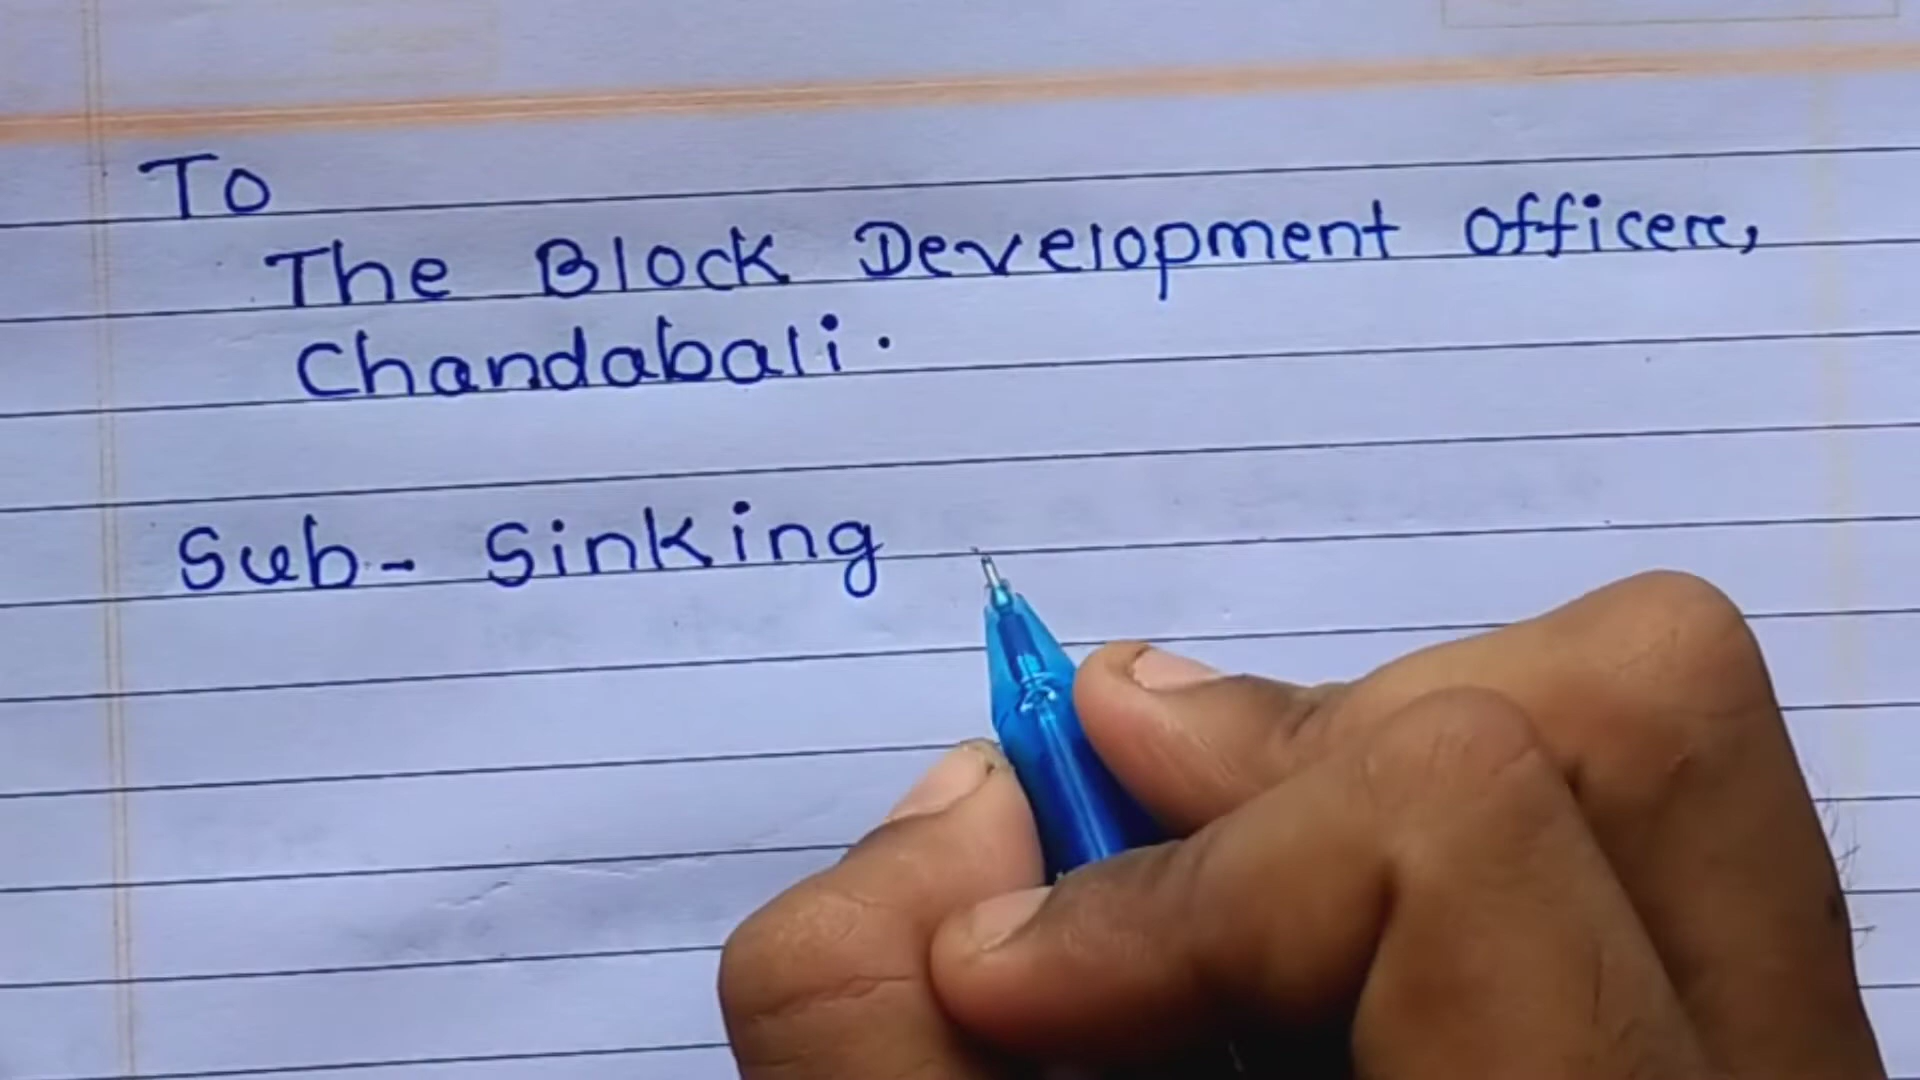 To
The Block Development Officer,
Chandabali.
Sub- Sinking